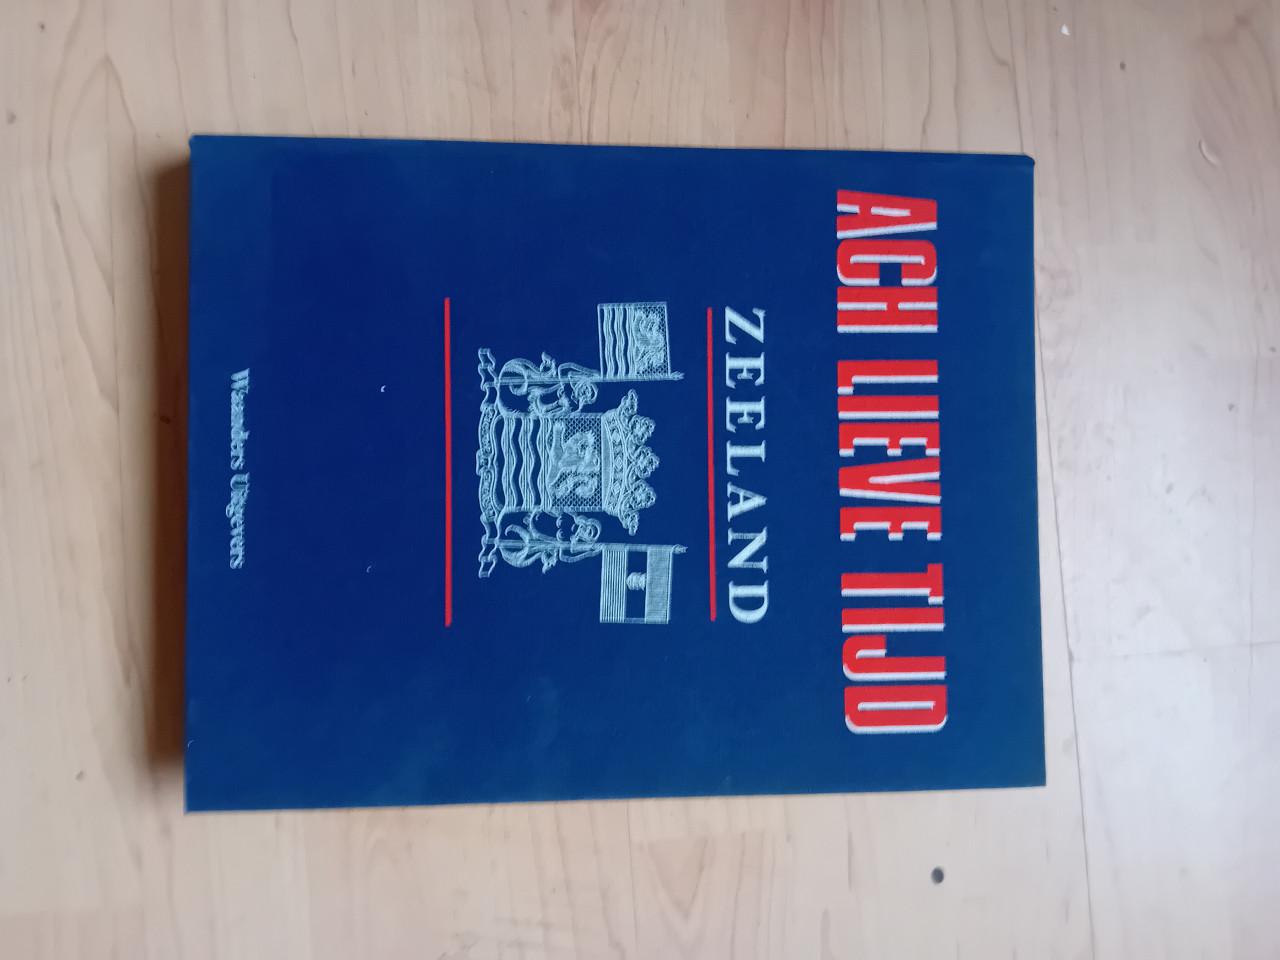 ACH LIEVE TIJD
ZEELAND
Waanders Uitgevers